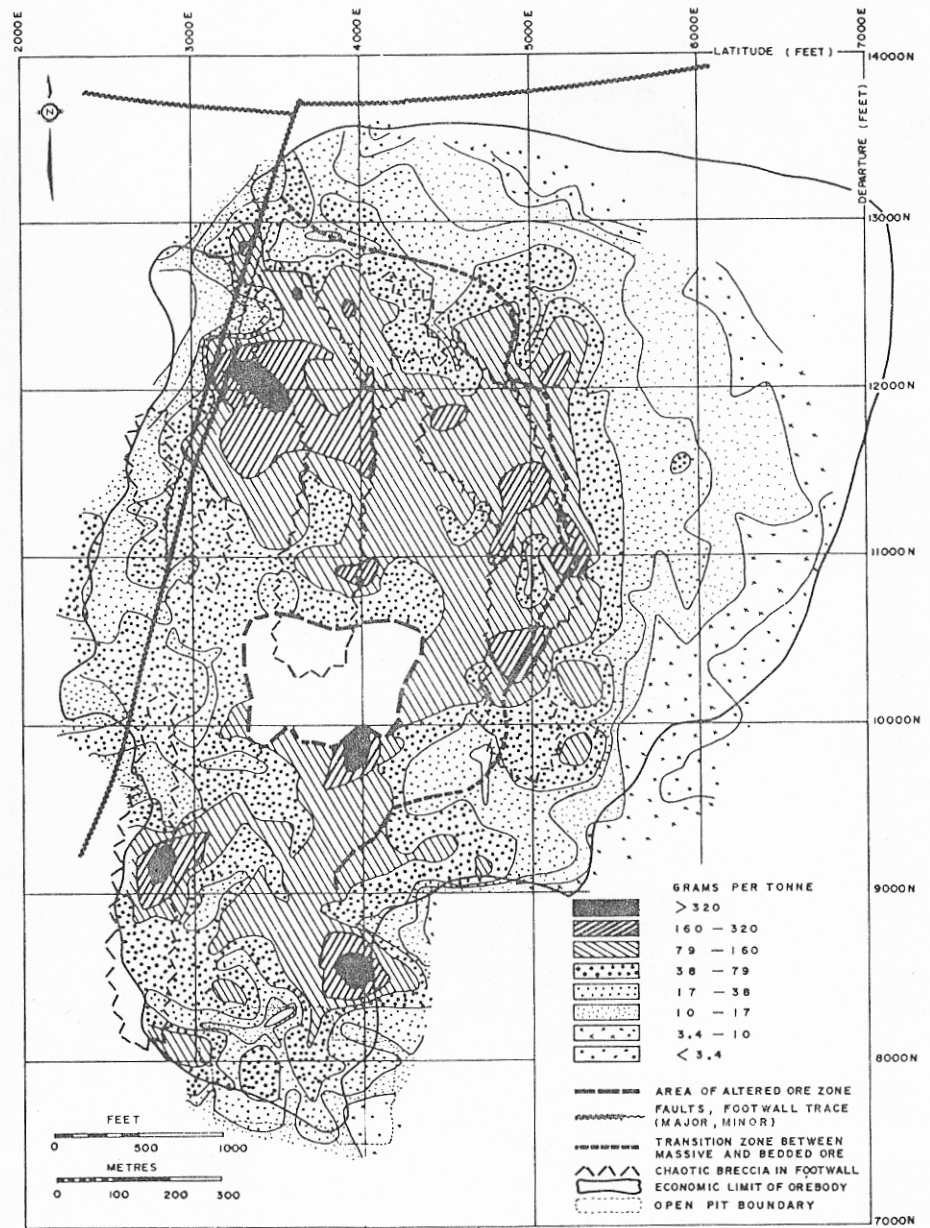 2000E
3000E
4000E
5000E
6000E
7000E
LATITUDE (FEET)
14000N
DEPARTURE (FEET)
N
13000N
12000N
11000N
10000N
9000N
8000N
7000N
GRAMS PER TONNE
> 320
160 — 320
79 — 160
38 — 79
17 — 38
10 — 17
3.4 — 10
< 3.4
AREA OF ALTERED ORE ZONE
FAULTS, FOOTWALL TRACE
(MAJOR, MINOR)
TRANSITION ZONE BETWEEN
MASSIVE AND BEDDED ORE
CHAOTIC BRECCIA IN FOOTWALL
ECONOMIC LIMIT OF OREBODY
OPEN PIT BOUNDARY
FEET
0 500 1000
METRES
0 100 200 300